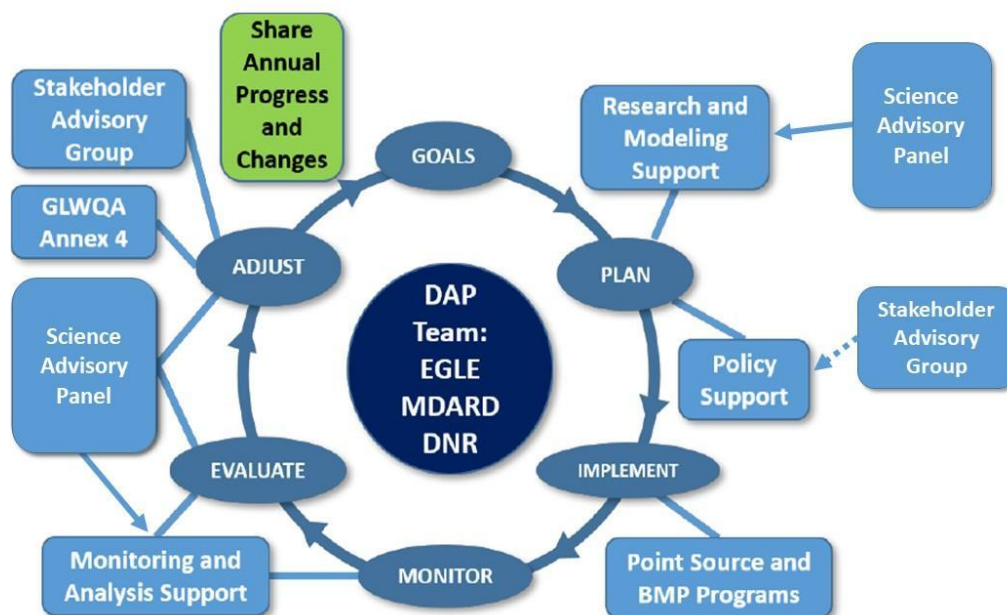 Share
Annual
Progress
and
Changes
Stakeholder
Advisory
Group
GLWQA
Annex 4
Science
Advisory
Panel
GOALS
Research and
Modeling
Support
Science
Advisory
Panel
ADJUST
PLAN
DAP
Team:
EGLE
MDARD
DNR
Policy
Support
Stakeholder
Advisory
Group
EVALUATE
IMPLEMENT
Monitoring and
Analysis Support
MONITOR
Point Source and
BMP Programs